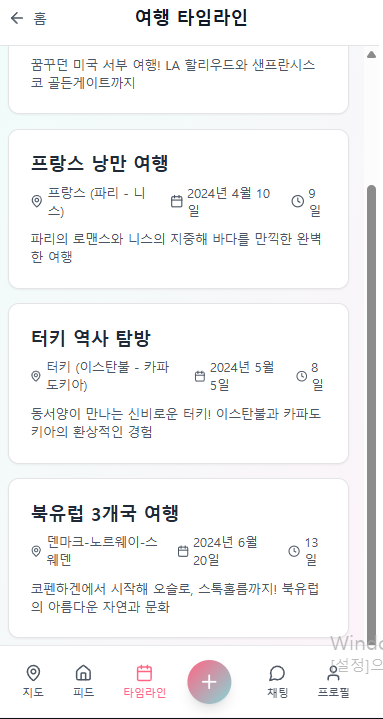 홈
여행 타임라인
꿈꾸던 미국 서부 여행! LA 할리우드와 샌프란시스
코 골든게이트까지
프랑스 낭만 여행
프랑스 (파리 - 니
스)
2024년 4월 10
일
9
일
파리의 로맨스와 니스의 지중해 바다를 만끽한 완벽
한 여행
터키 역사 탐방
터키 (이스탄불 - 카파
도키아)
2024년 5월
5일
8
일
동서양이 만나는 신비로운 터키! 이스탄불과 카파도
키아의 환상적인 경험
북유럽 3개국 여행
덴마크-노르웨이-스
웨덴
2024년 6월
20일
13
일
코펜하겐에서 시작해 오슬로, 스톡홀름까지! 북유럽
의 아름다운 자연과 문화
지도
피드
타임라인
채팅
프로필
[설정]으